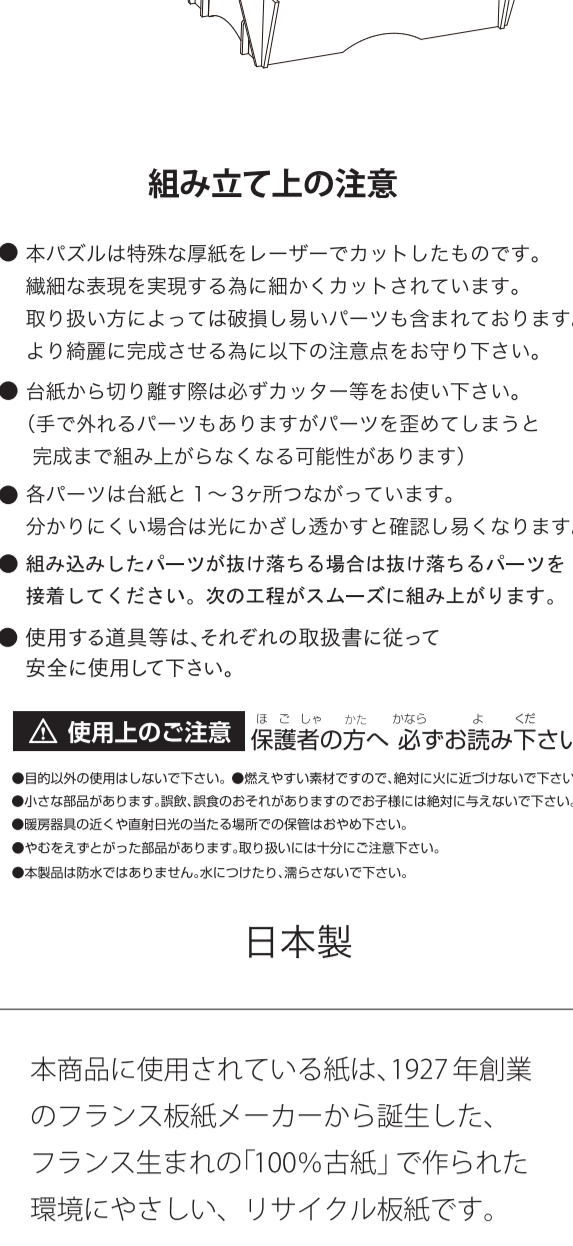 組み立て上の注意
● 本パズルは特殊な厚紙をレーザーでカットしたものです。
繊細な表現を実現する為に細かくカットされています。
取り扱い方によっては破損し易いパーツも含まれております。
より綺麗に完成させる為に以下の注意点をお守り下さい。
● 台紙から切り離す際は必ずカッター等をお使い下さい。
（手で外れるパーツもありますがパーツを歪めてしまうと
完成まで組み上がらなくなる可能性があります）
● 各パーツは台紙と 1～3ヶ所つながっています。
分かりにくい場合は光にかざし透かすと確認し易くなります。
● 組み込みしたパーツが抜け落ちる場合は抜け落ちるパーツを
接着してください。次の工程がスムーズに組み上がります。
● 使用する道具等は、それぞれの取扱書に従って
安全に使用して下さい。
ほ ご しゃ かた かなら よ くだ
⚠ 使用上のご注意 保護者の方へ 必ずお読み下さい
●目的以外の使用はしないで下さい。 ●燃えやすい素材ですので、絶対に火に近づけないで下さい
●小さな部品があります。誤飲、誤食のおそれがありますのでお子様には絶対に与えないで下さい。
●暖房器具の近くや直射日光の当たる場所での保管はおやめ下さい。
●やむをえずとがった部品があります。取り扱いには十分にご注意下さい。
●本製品は防水ではありません。水につけたり、濡らさないで下さい。
日本製
本商品に使用されている紙は、1927 年創業
のフランス板紙メーカーから誕生した、
フランス生まれの「100%古紙」で作られた
環境にやさしい、リサイクル板紙です。